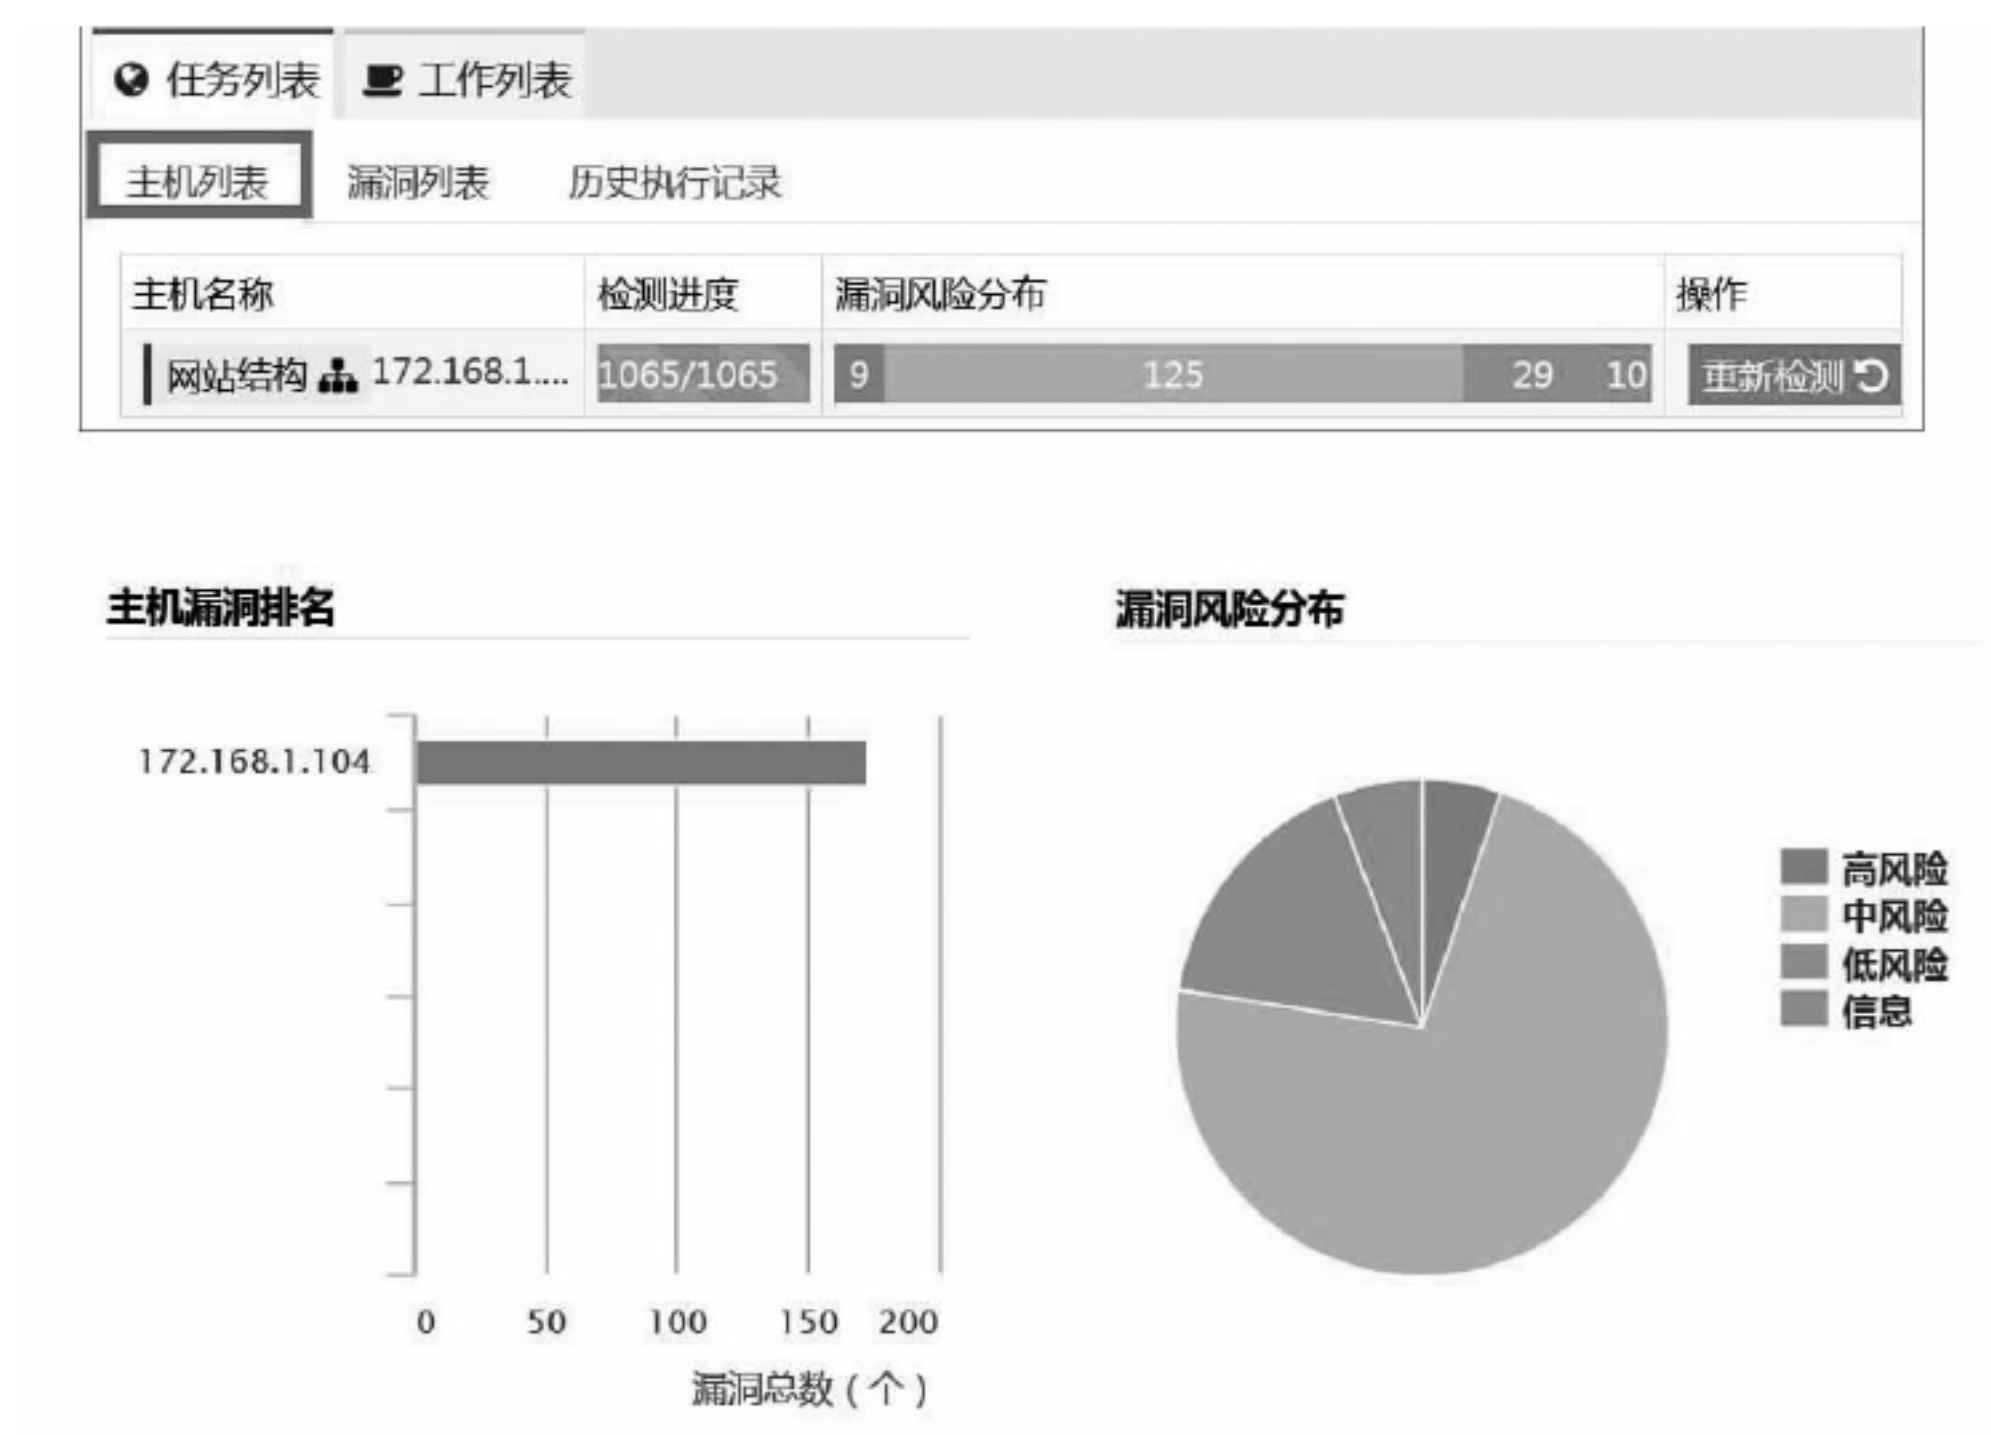 任务列表 工作列表
主机列表 漏洞列表 历史执行记录
主机名称 检测进度 漏洞风险分布 操作
网站结构 172.168.1.... 1065/1065 9 125 29 10 重新检测
主机漏洞排名
172.168.1.104
0 50 100 150 200
漏洞总数（个）
漏洞风险分布
高风险
中风险
低风险
信息